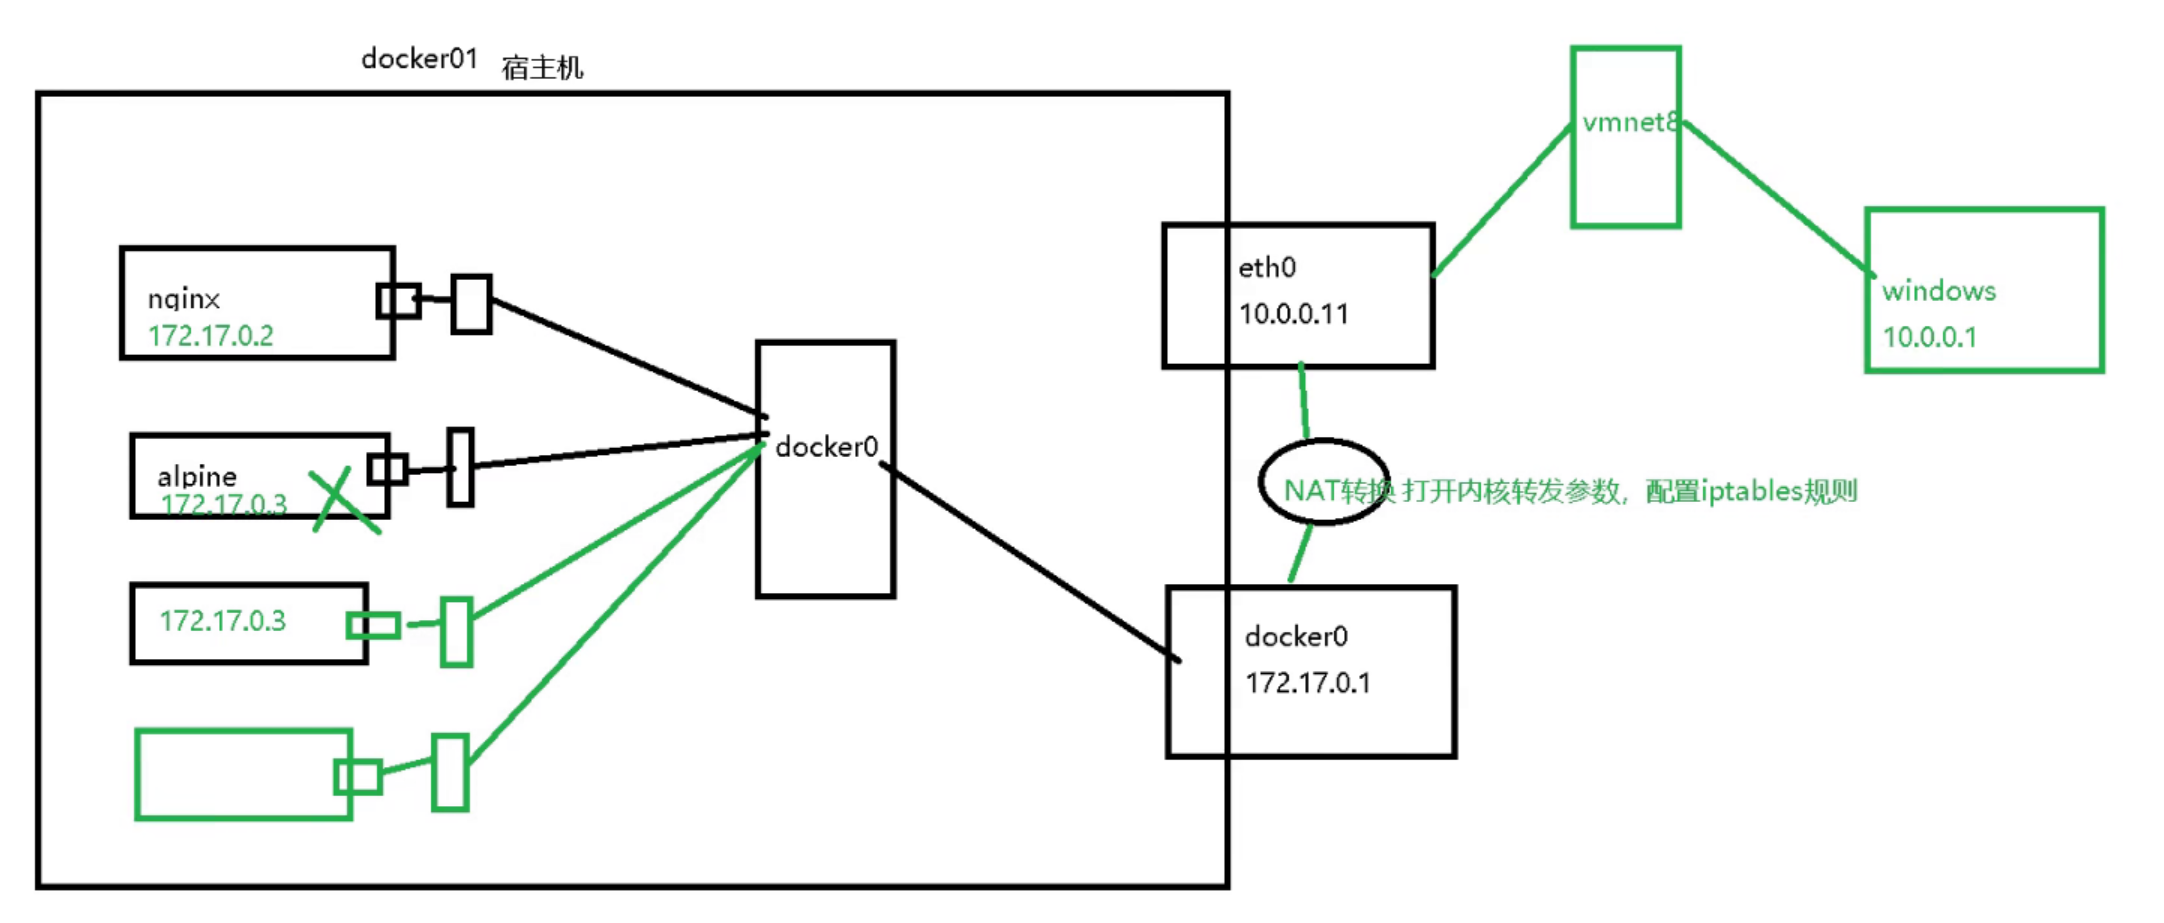 docker01 宿主机
vmnet8
eth0
10.0.0.11
windows
10.0.0.1
nginx
172.17.0.2
docker0
alpine
172.17.0.3
NAT转换 打开内核转发参数，配置iptables规则
172.17.0.3
docker0
172.17.0.1